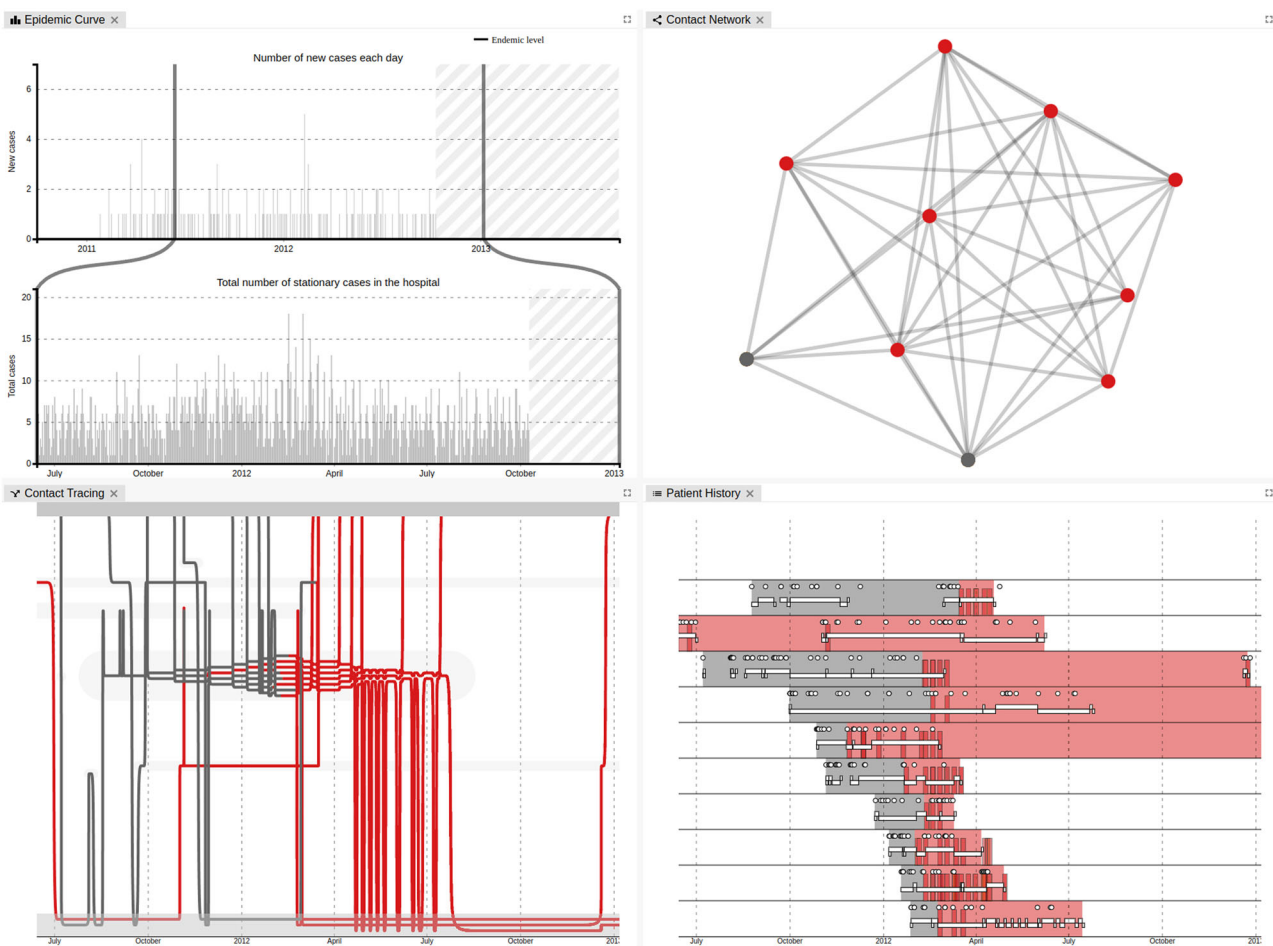 Epidemic Curve ×
Endemic level
Number of new cases each day
New cases
6
4
2
0
2011 2012 2013
Total number of stationary cases in the hospital
Total cases
20
15
10
5
0
July October 2012 April July October 2013
Contact Network ×
Contact Tracing ×
July October 2012 April July October 201
Patient History ×
July October 2012 April July October 201